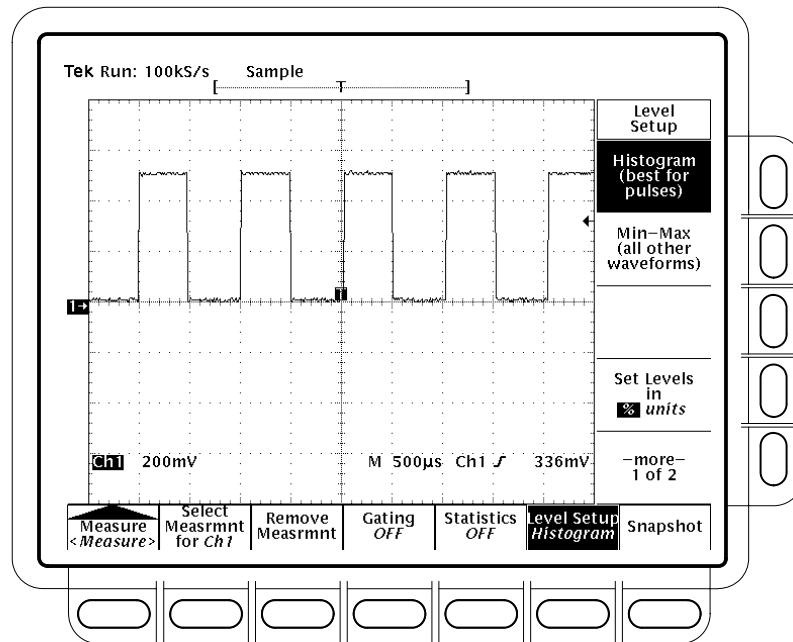 Tek Run: 100kS/s Sample
[ T ]
Level
Setup
Histogram
(best for
pulses)
Min–Max
(all other
waveforms)
T
1→
Set Levels
in
% units
Ch1 200mV M 500µs Ch1 336mV
–more–
1 of 2
Measure
<Measure>
Select
Measrmnt
for Ch1
Remove
Measrmnt
Gating
OFF
Statistics
OFF
Level Setup
Histogram
Snapshot